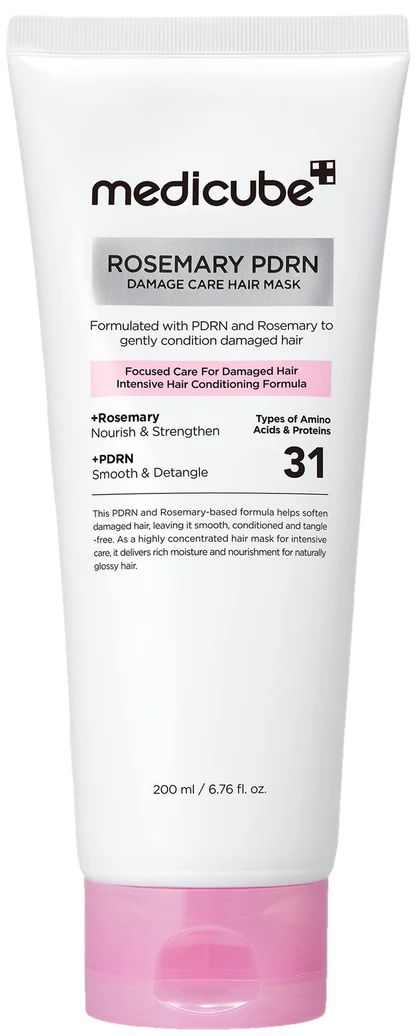 medicube
ROSEMARY PDRN
DAMAGE CARE HAIR MASK
Formulated with PDRN and Rosemary to
gently condition damaged hair
Focused Care For Damaged Hair
Intensive Hair Conditioning Formula
+Rosemary
Nourish & Strengthen
+PDRN
Smooth & Detangle
Types of Amino
Acids & Proteins
31
This PDRN and Rosemary-based formula helps soften
damaged hair, leaving it smooth, conditioned and tangle
-free. As a highly concentrated hair mask for intensive
care, it delivers rich moisture and nourishment for naturally
glossy hair.
200 ml / 6.76 fl. oz.